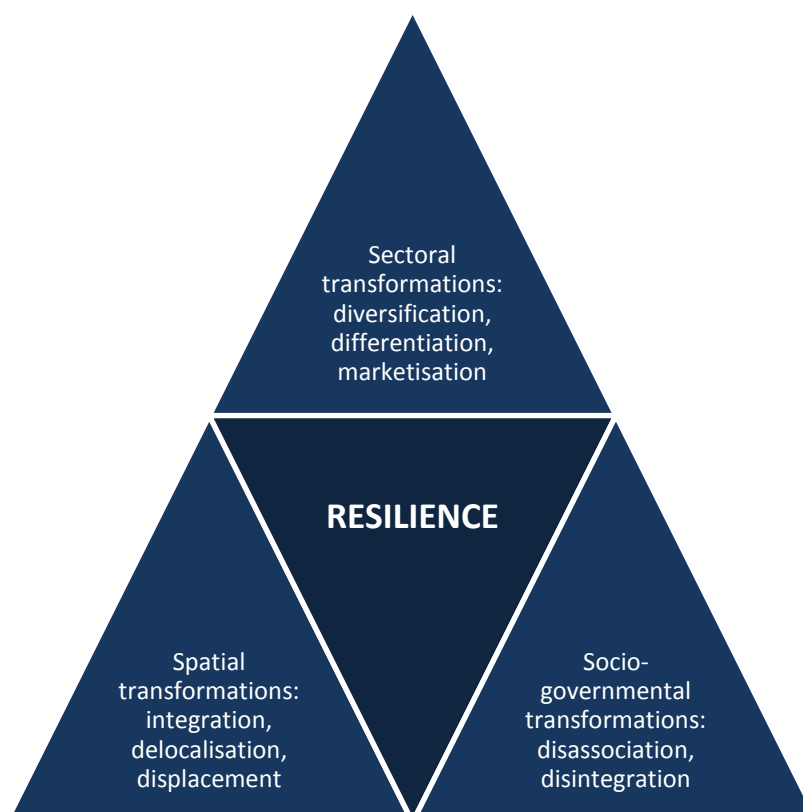 Sectoral
transformations:
diversification,
differentiation,
marketisation
RESILIENCE
Spatial
transformations:
integration,
delocalisation,
displacement
Socio-
governmental
transformations:
disassociation,
disintegration